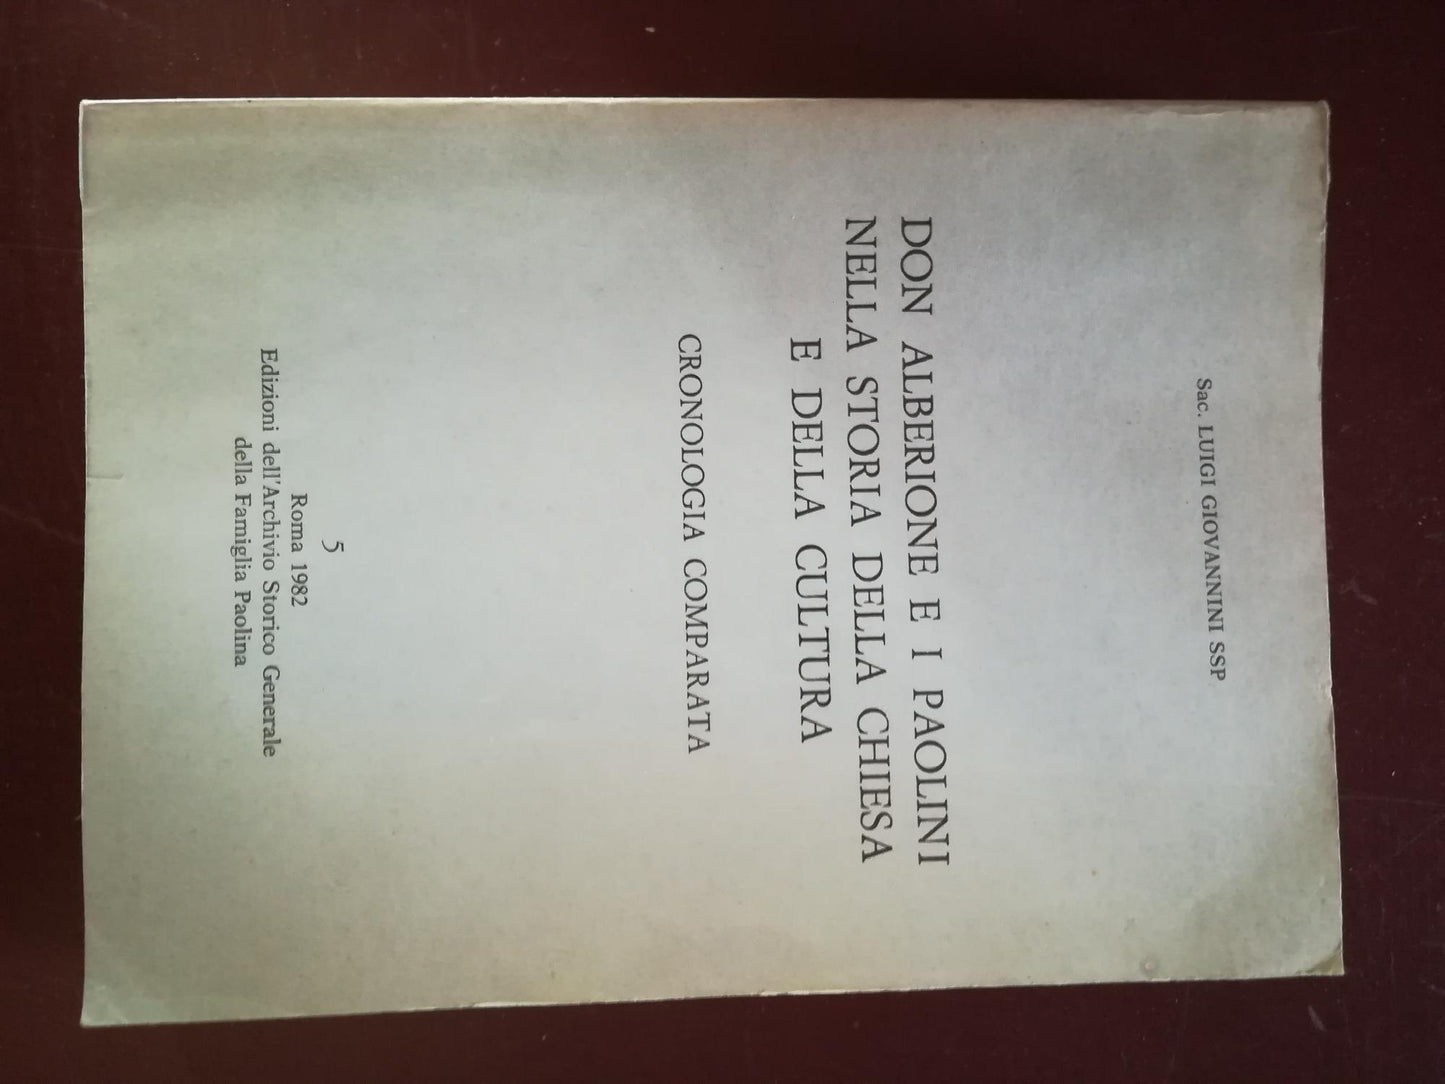 Sac. LUIGI GIOVANNINI SSP
DON ALBERIONE E I PAOLINI
NELLA STORIA DELLA CHIESA
E DELLA CULTURA
CRONOLOGIA COMPARATA
5
Roma 1982
Edizioni dell'Archivio Storico Generale
della Famiglia Paolina